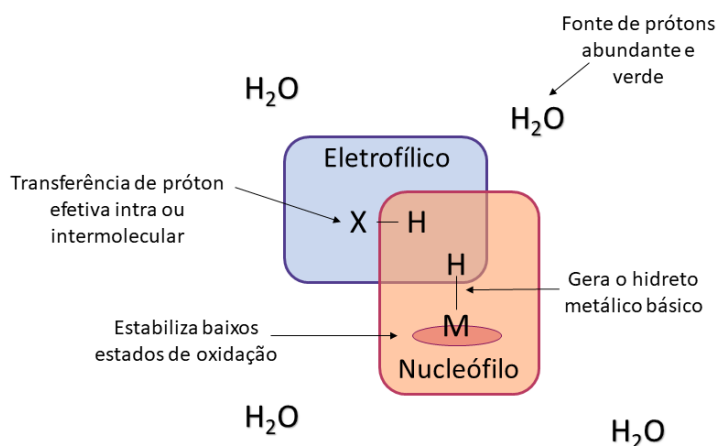 Fonte de prótons
abundante e
verde
H₂O
H₂O
Eletrofílico
Transferência de próton
efetiva intra ou
intermolecular
X – H
H
Gera o hidreto
metálico básico
M
Estabiliza baixos
estados de oxidação
Nucleófilo
H₂O
H₂O